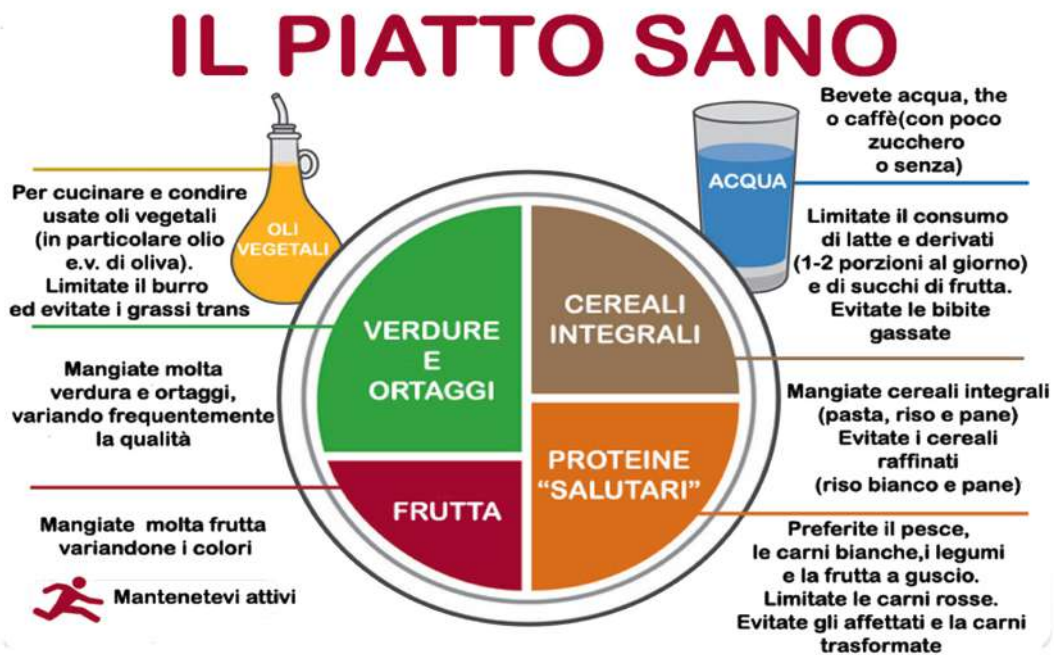 IL PIATTO SANO
Per cucinare e condire
usate oli vegetali
(in particolare olio
e.v. di oliva).
Limitate il burro
ed evitate i grassi trans
Mangiate molta
verdura e ortaggi,
variando frequentemente
la qualità
Mangiate molta frutta
variandone i colori
Mantenetevi attivi
OLI
VEGETALI
VERDURE
E
ORTAGGI
FRUTTA
CEREALI
INTEGRALI
PROTEINE
“SALUTARI”
ACQUA
Bevete acqua, the
o caffè(con poco
zucchero
o senza)
Limitate il consumo
di latte e derivati
(1-2 porzioni al giorno)
e di succhi di frutta.
Evitate le bibite
gassate
Mangiate cereali integrali
(pasta, riso e pane)
Evitate i cereali
raffinati
(riso bianco e pane)
Preferite il pesce,
le carni bianche,i legumi
e la frutta a guscio.
Limitate le carni rosse.
Evitate gli affettati e la carni
trasformate